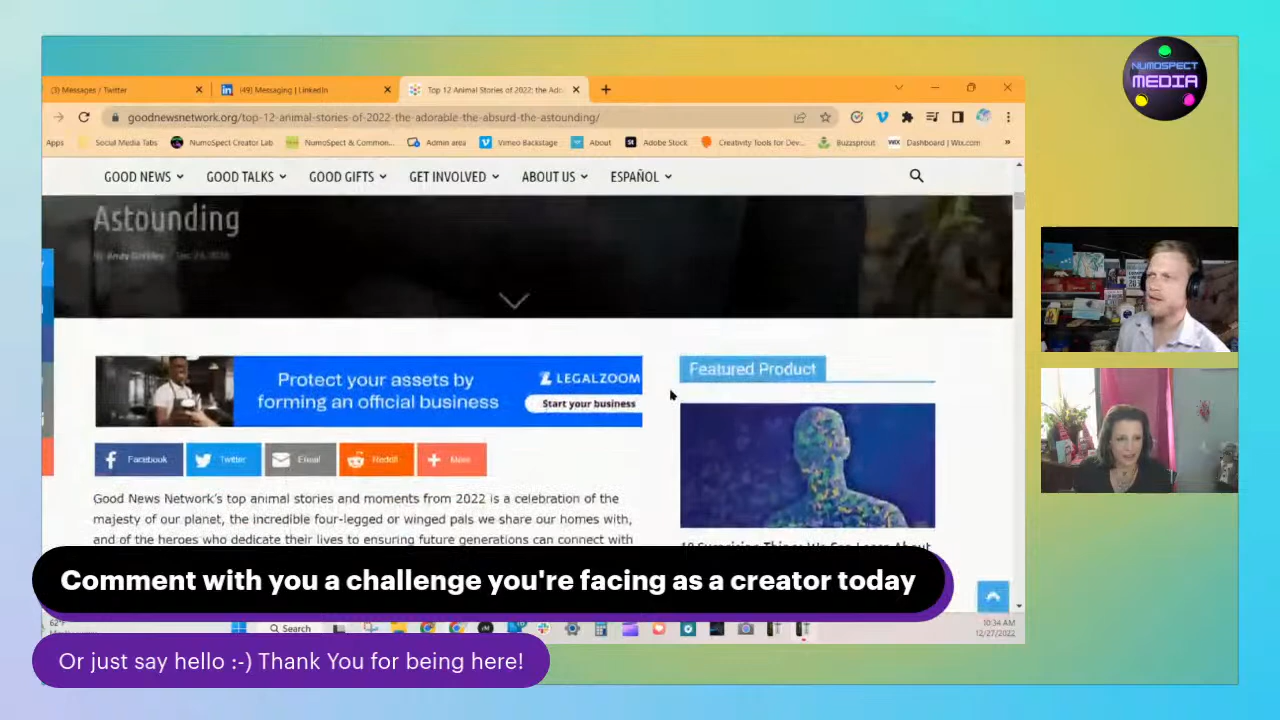 NUMOSPECT
MEDIA
(3) Messages / Twitter
(49) Messaging | LinkedIn
Top 12 Animal Stories of 2022; the Ado
goodnewsnetwork.org/top-12-animal-stories-of-2022-the-adorable-the-absurd-the-astounding/
Apps
Social Media Tabs
NumoSpect Creator Lab
NumoSpect & Common...
Admin area
Vimeo Backstage
About
Adobe Stock
Creativity Tools for Dev...
Buzzsprout
Dashboard | Wix.com
»
GOOD NEWS
GOOD TALKS
GOOD GIFTS
GET INVOLVED
ABOUT US
ESPAÑOL
Astounding
Protect your assets by
forming an official business
LEGALZOOM
Start your business
Featured Product
Facebook
Twitter
Email
Reddit
More
Good News Network's top animal stories and moments from 2022 is a celebration of the
majesty of our planet, the incredible four-legged or winged pals we share our homes with,
and of the heroes who dedicate their lives to ensuring future generations can connect with
Comment with you a challenge you're facing as a creator today
Search
10:34 AM
12/27/2022
Or just say hello :-) Thank You for being here!